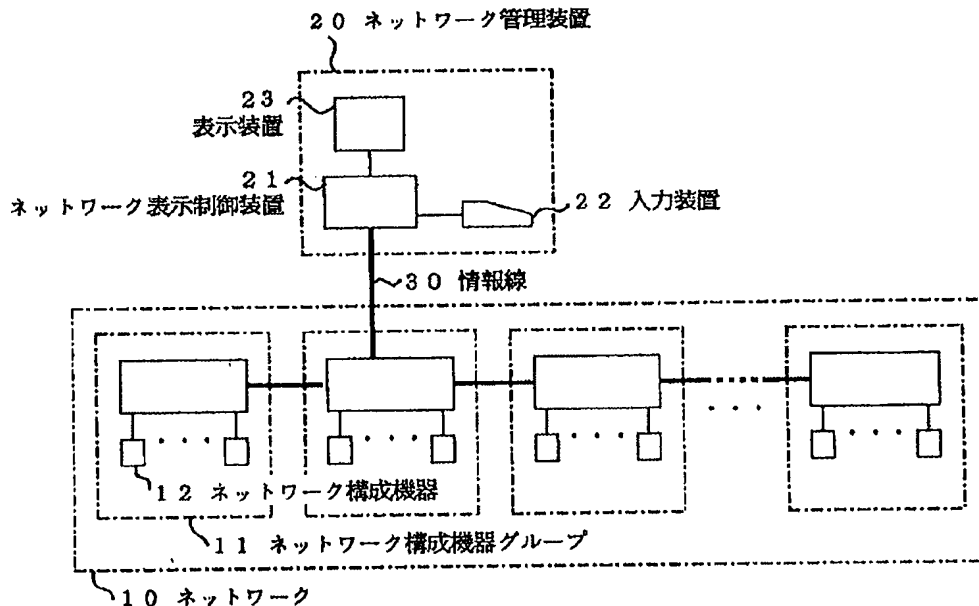 ２０ ネットワーク管理装置
２３
表示装置
２１
ネットワーク表示制御装置
２２ 入力装置
３０ 情報線
１２ ネットワーク構成機器
１１ ネットワーク構成機器グループ
１０ ネットワーク